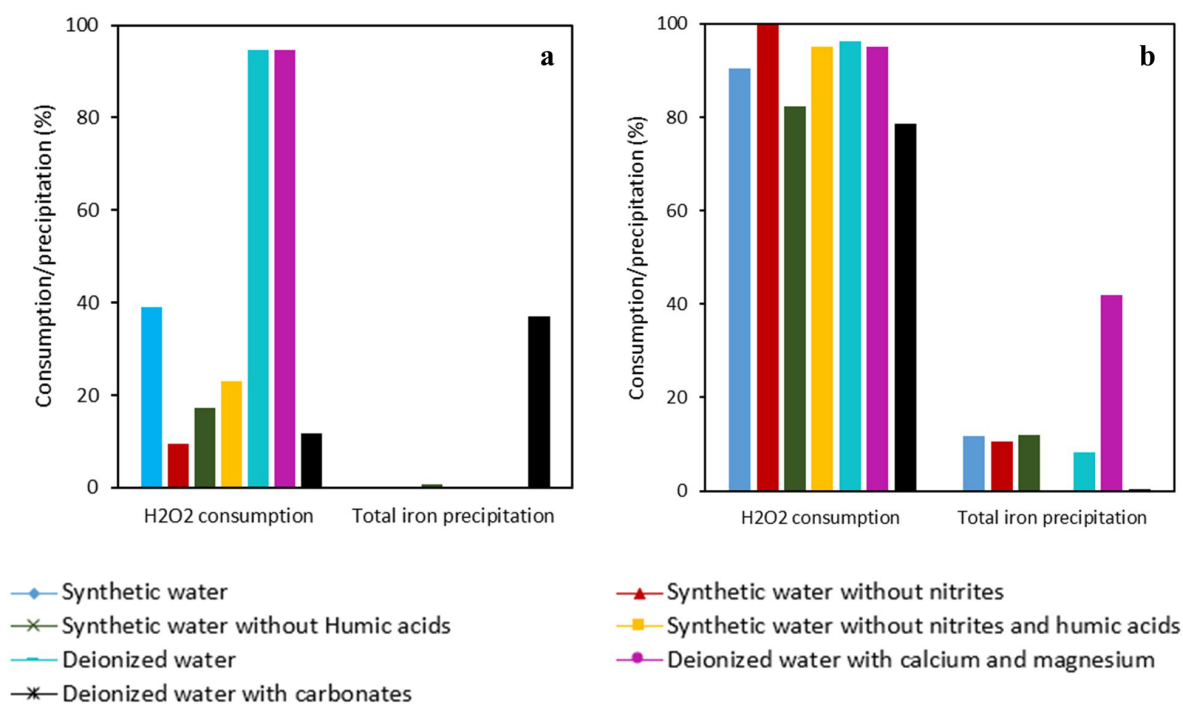 100
80
60
40
20
0
Consumption/precipitation (%)
a
H2O2 consumption
Total iron precipitation
100
80
60
40
20
0
Consumption/precipitation (%)
b
H2O2 consumption
Total iron precipitation
Synthetic water
Synthetic water without nitrites
Synthetic water without Humic acids
Synthetic water without nitrites and humic acids
Deionized water
Deionized water with calcium and magnesium
Deionized water with carbonates